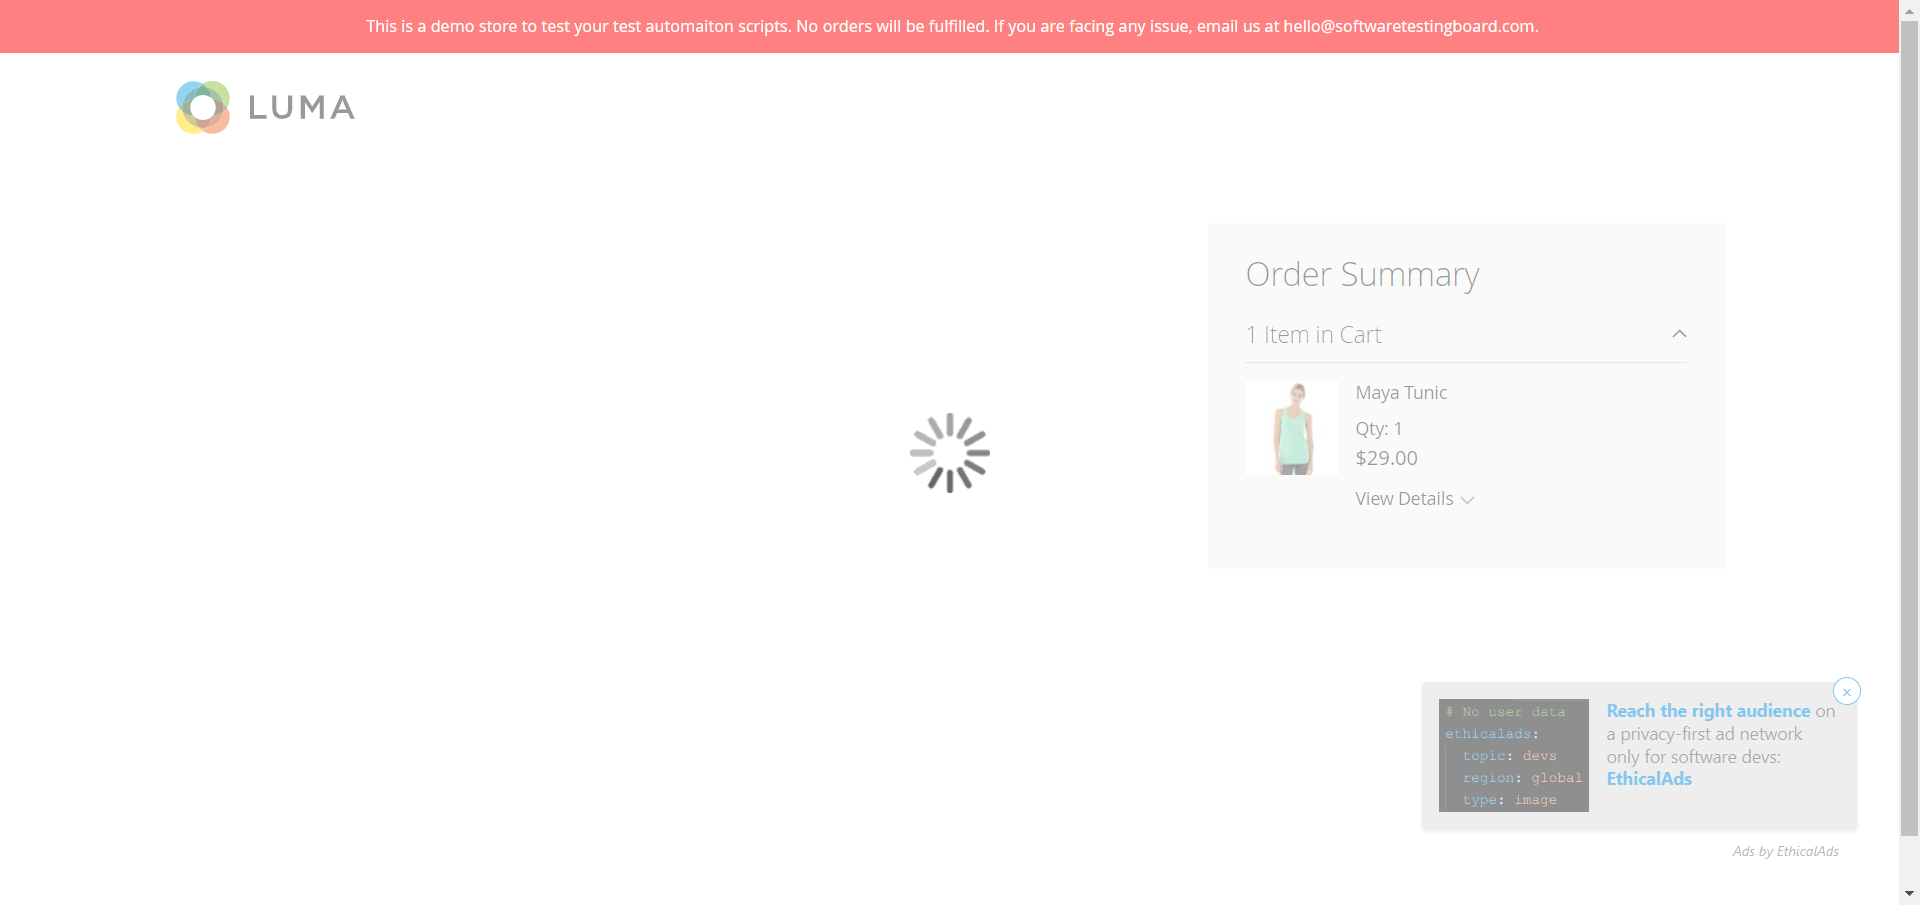 This is a demo store to test your test automaiton scripts. No orders will be fulfilled. If you are facing any issue, email us at hello@softwaretestingboard.com.
LUMA
Order Summary
1 Item in Cart
Maya Tunic
Qty: 1
$29.00
View Details
# No user data
ethicalads:
topic: devs
region: global
type: image
Reach the right audience on
a privacy-first ad network
only for software devs:
EthicalAds
Ads by EthicalAds